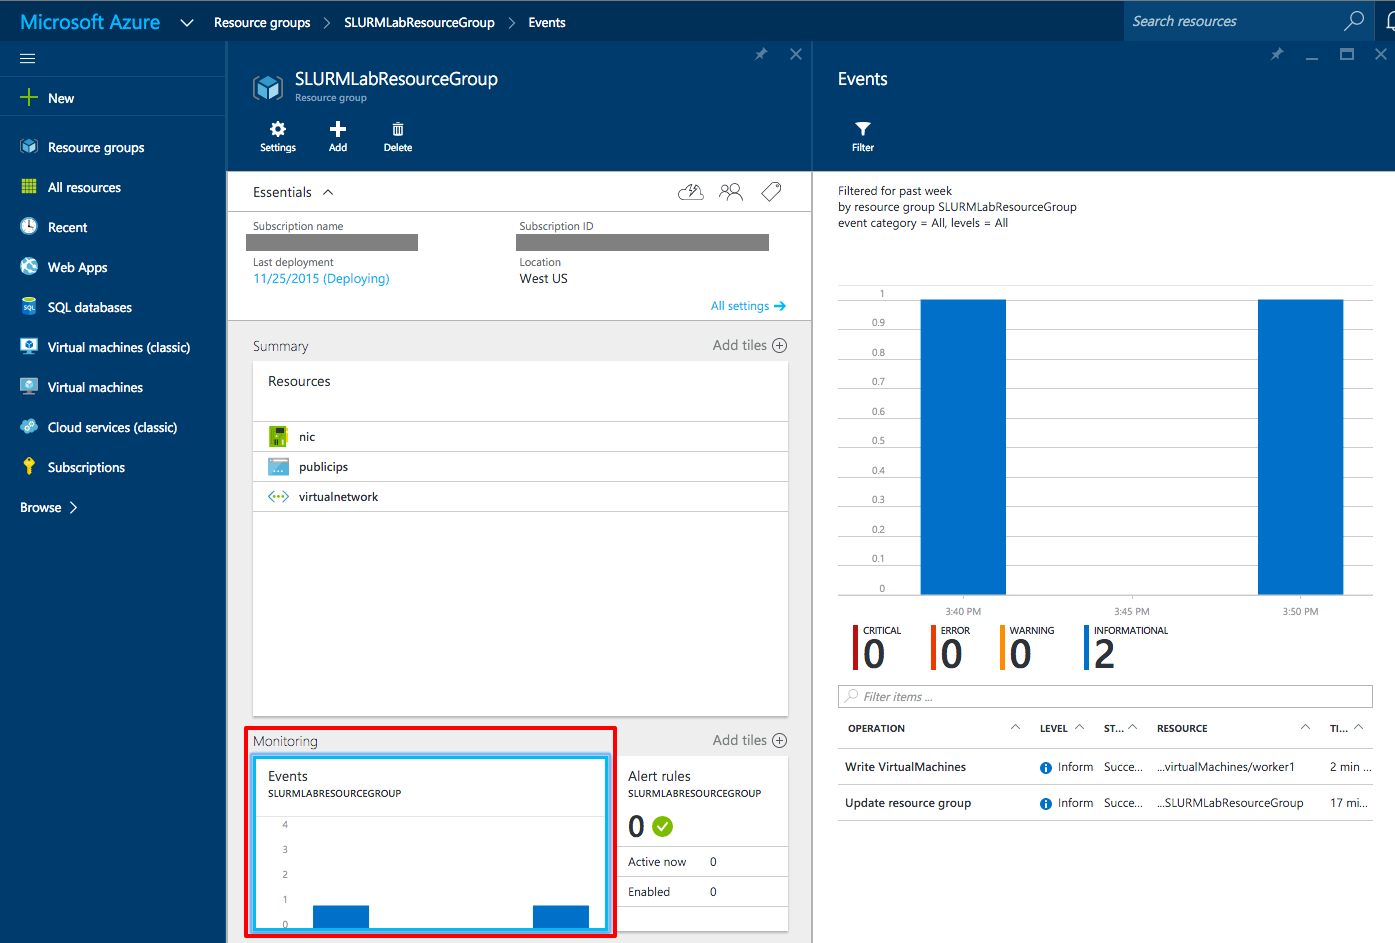 Microsoft Azure
Resource groups > SLURMLabResourceGroup > Events
Search resources
New
Resource groups
All resources
Recent
Web Apps
SQL
SQL databases
Virtual machines (classic)
Virtual machines
Cloud services (classic)
Subscriptions
Browse >
SLURMLabResourceGroup
Resource group
Settings
Add
Delete
Essentials
Subscription name
Subscription ID
Last deployment
Location
11/25/2015 (Deploying)
West US
All settings
Summary
Add tiles
Resources
nic
publicips
virtualnetwork
Monitoring
Add tiles
Events
SLURMLABRESOURCEGROUP
4
3
2
1
0
Alert rules
SLURMLABRESOURCEGROUP
0
Active now 0
Enabled 0
Events
Filter
Filtered for past week
by resource group SLURMLabResourceGroup
event category = All, levels = All
1
0.9
0.8
0.7
0.6
0.5
0.4
0.3
0.2
0.1
0
3:40 PM 3:45 PM 3:50 PM
CRITICAL
0
ERROR
0
WARNING
0
INFORMATIONAL
2
Filter items ...
OPERATION LEVEL ST... RESOURCE TI...
Write VirtualMachines Inform Succe... ...virtualMachines/worker1 2 min ...
Update resource group Inform Succe... ...SLURMLabResourceGroup 17 mi...